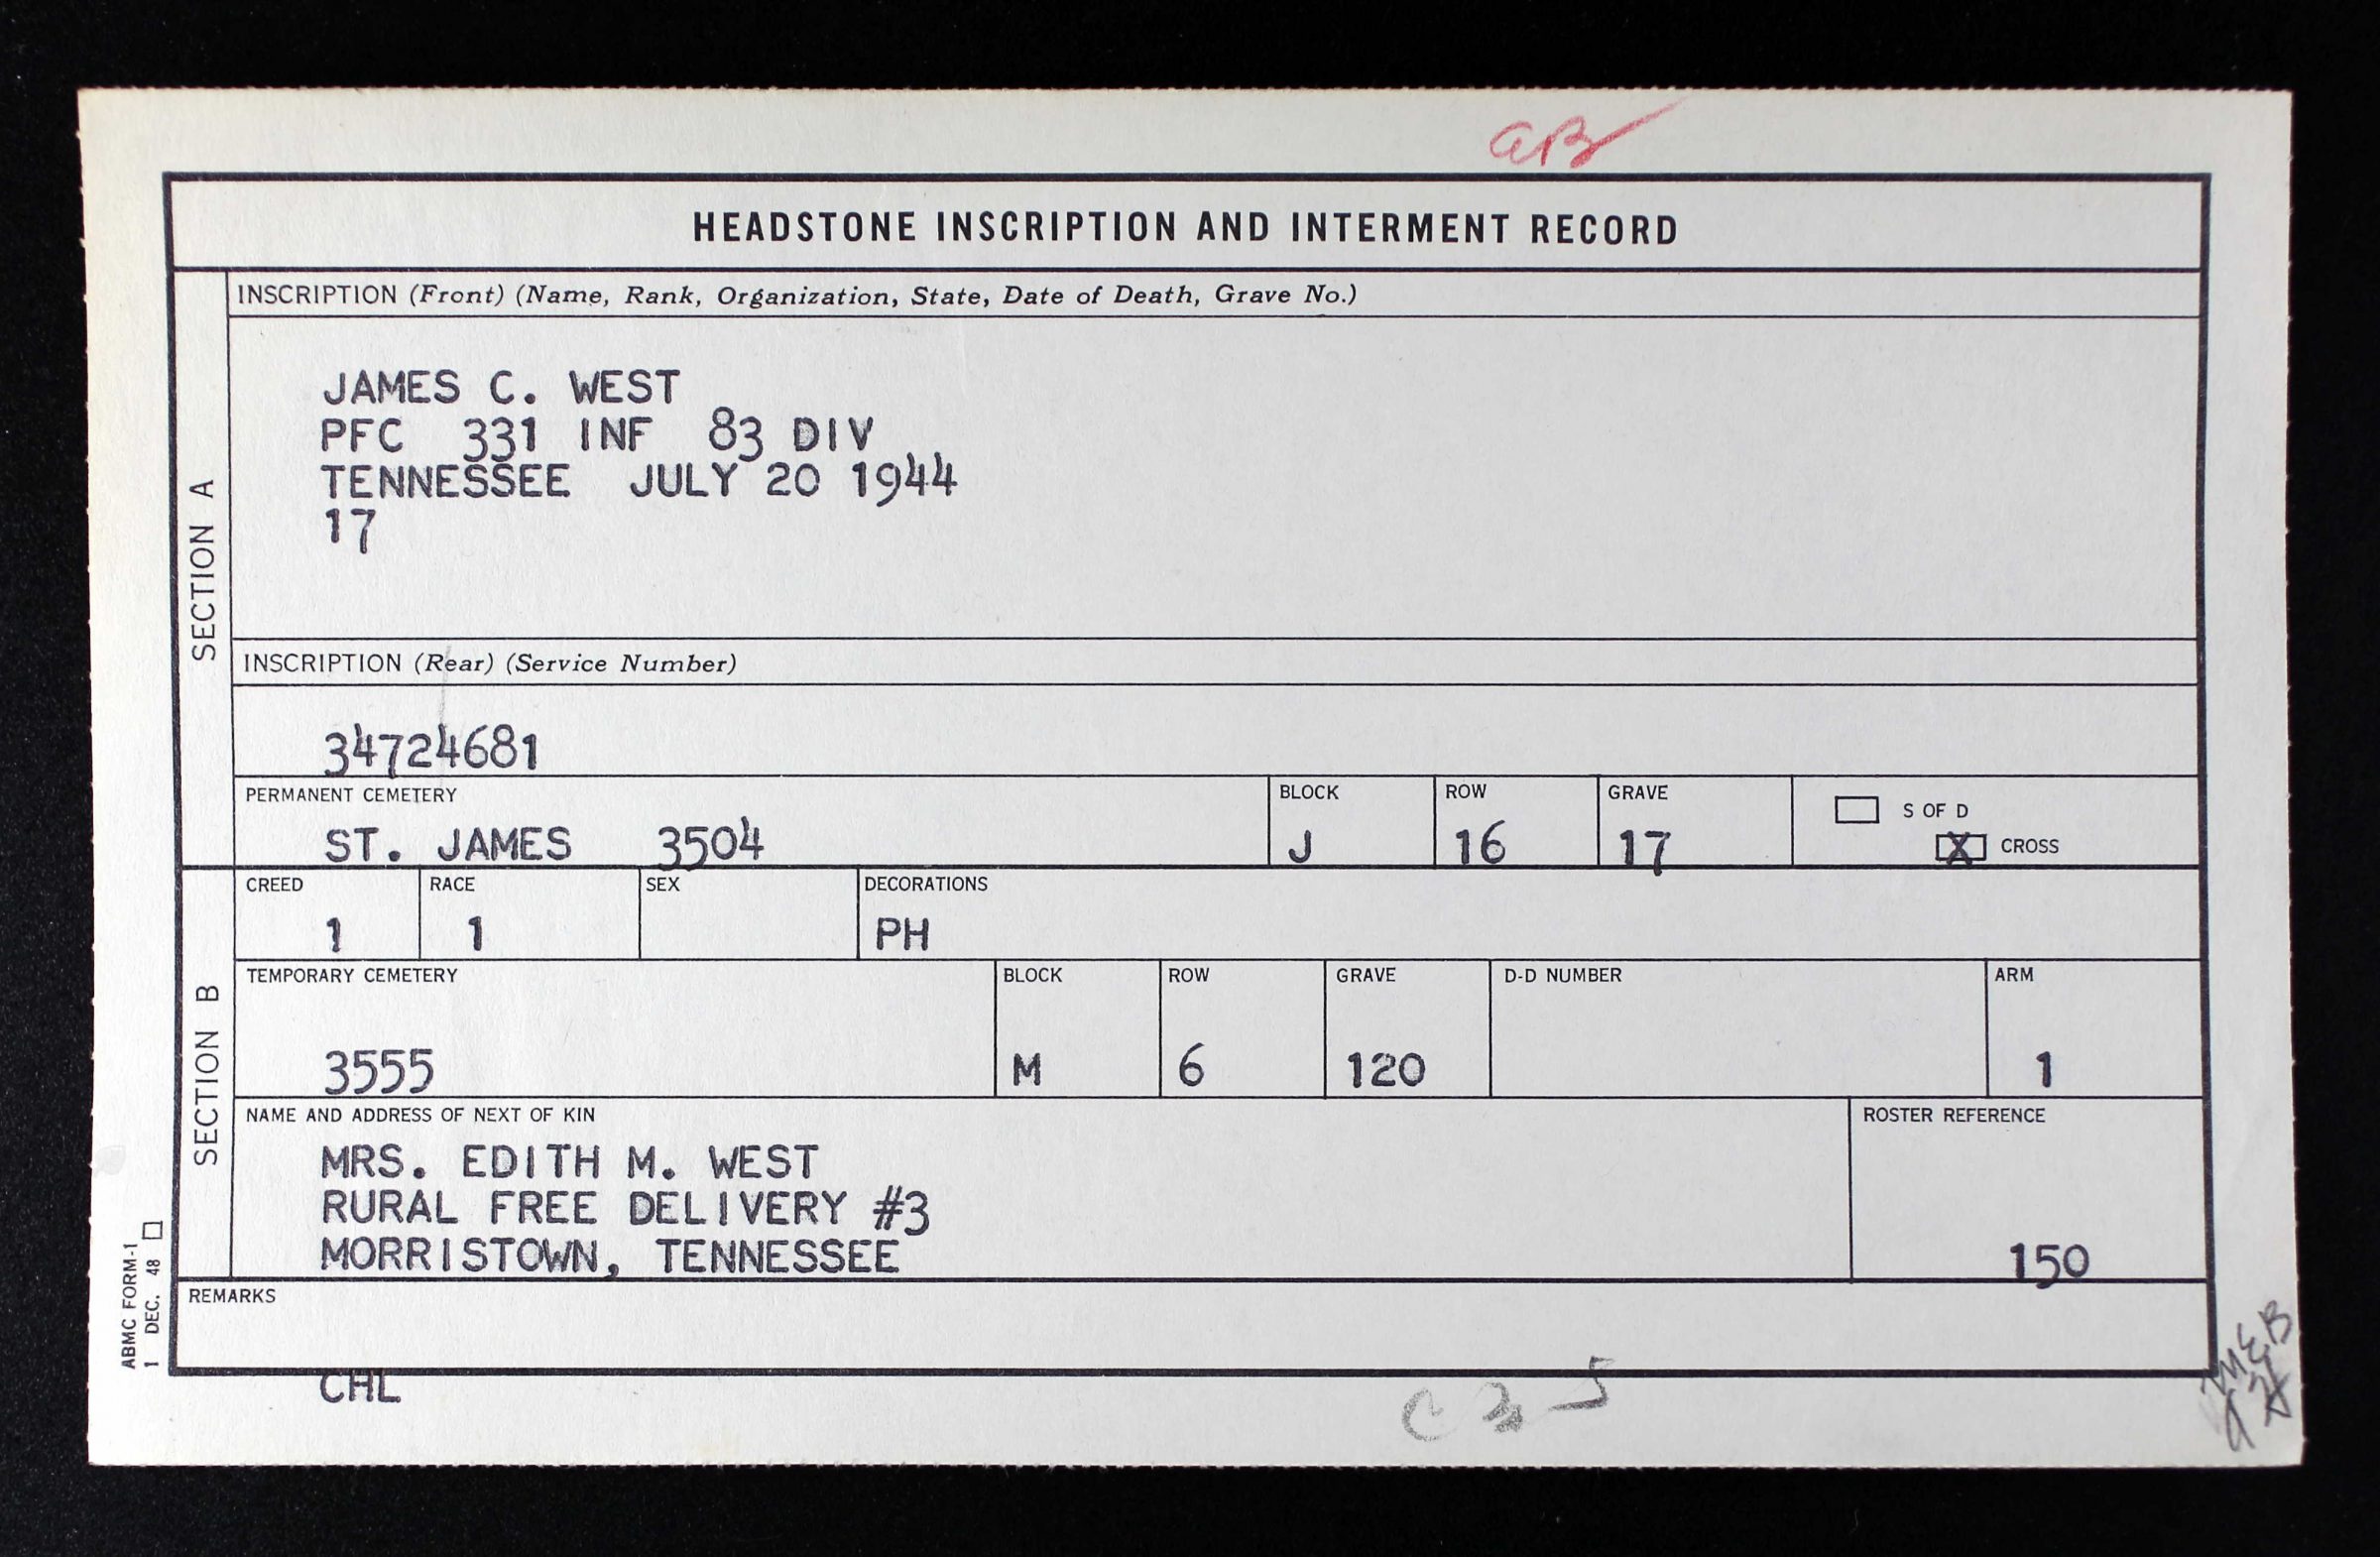 aB
HEADSTONE INSCRIPTION AND INTERMENT RECORD
SECTION A
INSCRIPTION (Front) (Name, Rank, Organization, State, Date of Death, Grave No.)
JAMES C. WEST
PFC 331 INF 83 DIV
TENNESSEE JULY 20 1944
17
INSCRIPTION (Rear) (Service Number)
34724681
PERMANENT CEMETERY BLOCK ROW GRAVE
ST. JAMES 3504 J 16 17
S OF D
X CROSS
SECTION B
CREED RACE SEX DECORATIONS
1 1 PH
TEMPORARY CEMETERY BLOCK ROW GRAVE D-D NUMBER ARM
3555 M 6 120 1
NAME AND ADDRESS OF NEXT OF KIN ROSTER REFERENCE
MRS. EDITH M. WEST
RURAL FREE DELIVERY #3
MORRISTOWN, TENNESSEE 150
REMARKS
ABMC FORM-1
1 DEC. 48
CHL
MEB